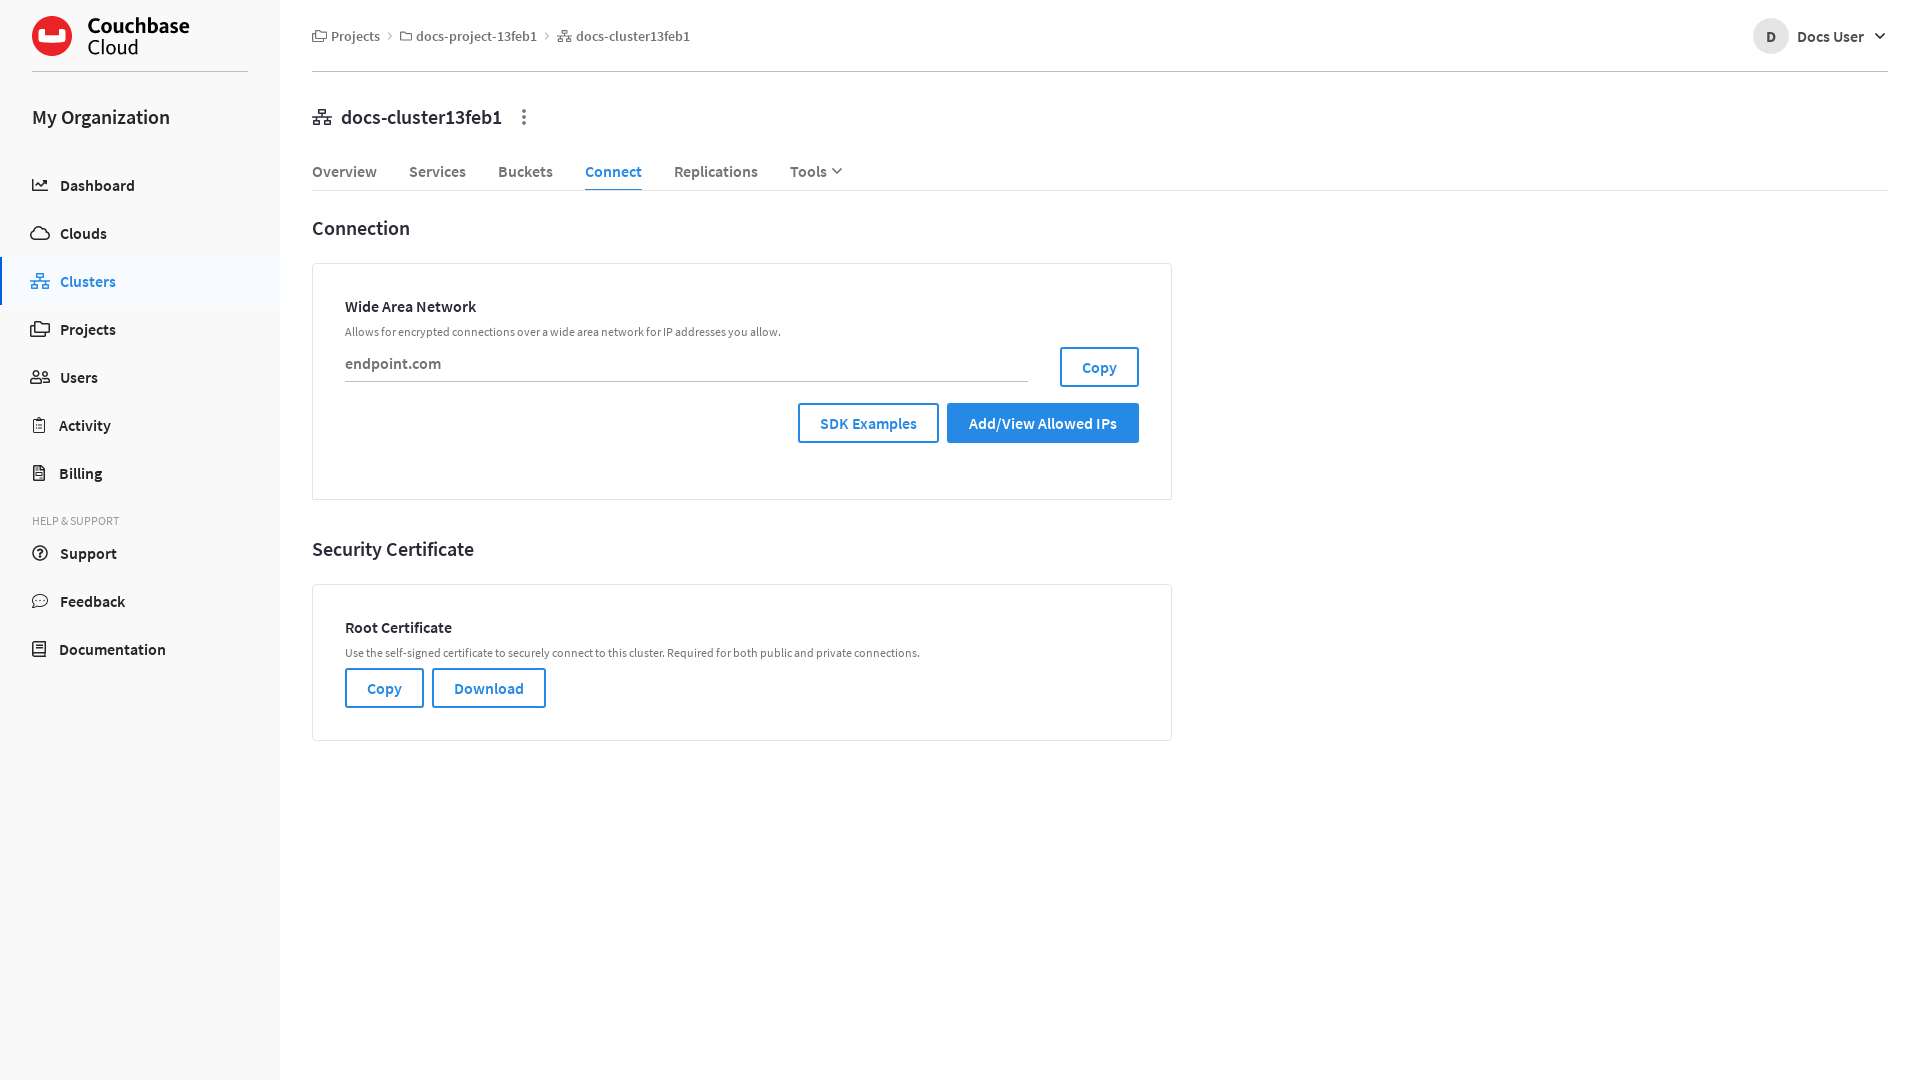 Couchbase
Cloud
Projects > docs-project-13feb1 > docs-cluster13feb1
D Docs User
My Organization
Dashboard
Clouds
Clusters
Projects
Users
Activity
Billing
HELP & SUPPORT
Support
Feedback
Documentation
docs-cluster13feb1
Overview Services Buckets Connect Replications Tools
Connection
Wide Area Network
Allows for encrypted connections over a wide area network for IP addresses you allow.
endpoint.com
Copy
SDK Examples Add/View Allowed IPs
Security Certificate
Root Certificate
Use the self-signed certificate to securely connect to this cluster. Required for both public and private connections.
Copy Download